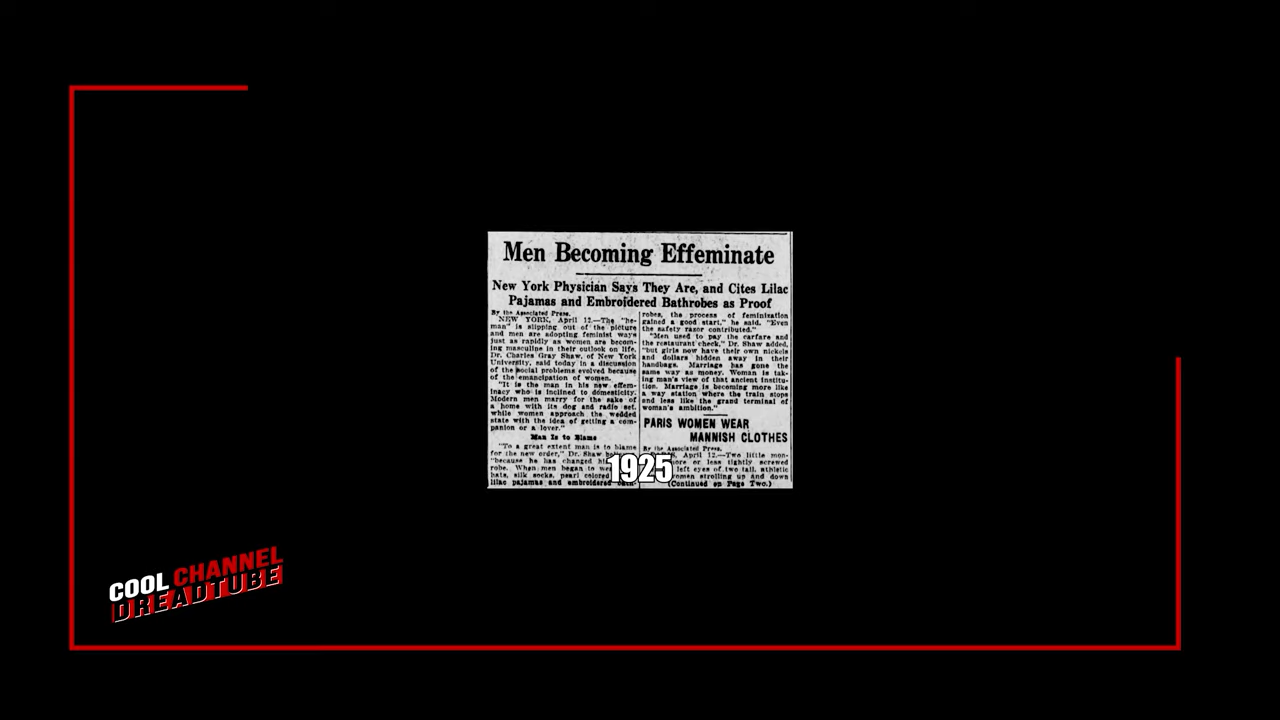 Men Becoming Effeminate
New York Physician Says They Are, and Cites Lilac
Pajamas and Embroidered Bathrobes as Proof
By the Associated Press.
NEW YORK, April 12.—The "he-
man" is slipping out of the picture
and men are adopting feminist ways
just as rapidly as women are becom-
ing masculine in their outlook on life,
Dr. Charles Gray Shaw, of New York
University, said today in a discussion
of the social problems evolved because
of the emancipation of women.
"It is the man in his new effem-
inacy who is inclined to domesticity.
Modern men marry for the sake of
a home with its dog and radio set,
while women approach the wedded
state with the idea of getting a com-
panion or a lover."
Man Is to Blame
"To a great extent man is to blame
for the new order," Dr. Shaw
"because he has changed
robe. When men began to
hats, silk socks, pearl colored
lilac pajamas and embroidered
robes, the process of feminization
gained a good start," he said. "Even
the safety razor contributed."
"Men used to pay the carfare and
the restaurant check," Dr. Shaw added,
"but girls now have their own nickels
and dollars hidden away in their
handbags. Marriage has gone the
same way as money. Woman is tak-
ing man's view of that ancient institu-
tion. Marriage is becoming more like
a way station where the train stops
and less like the grand terminal of
woman's ambition."
PARIS WOMEN WEAR
MANNISH CLOTHES
By the Associated Press.
April 12.—Two little mon-
more or less tightly screwed
left eyes of two tall, athletic
women strolling up and down
(Continued on Page Two.)
1925
COOL CHANNEL
DREADTUBE